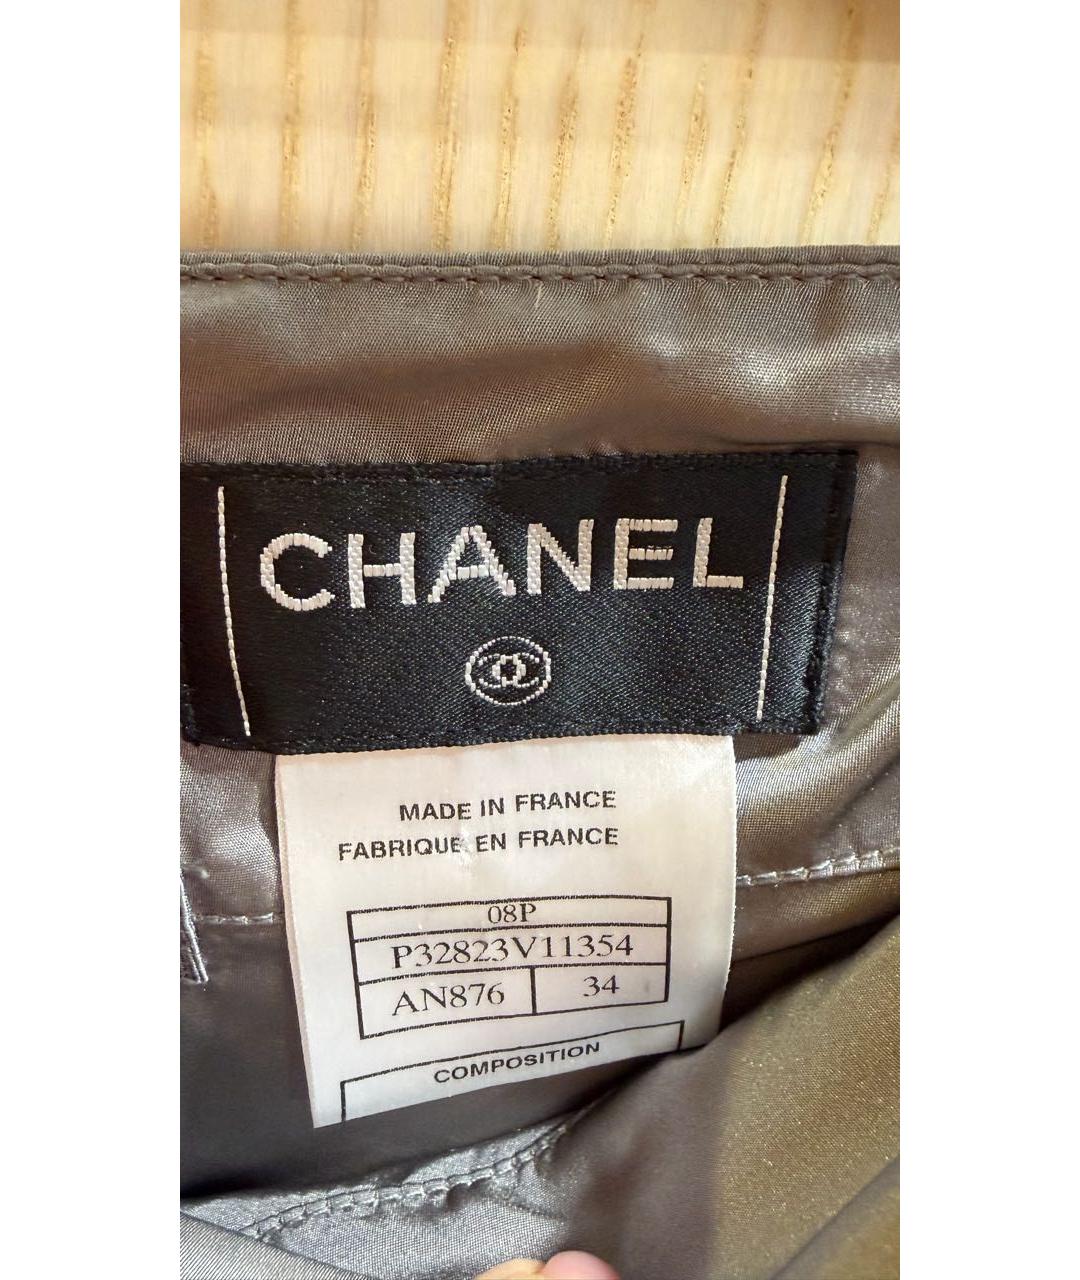 CHANEL
MADE IN FRANCE
FABRIQUE EN FRANCE
08P
P32823V11354
AN876 34
COMPOSITION